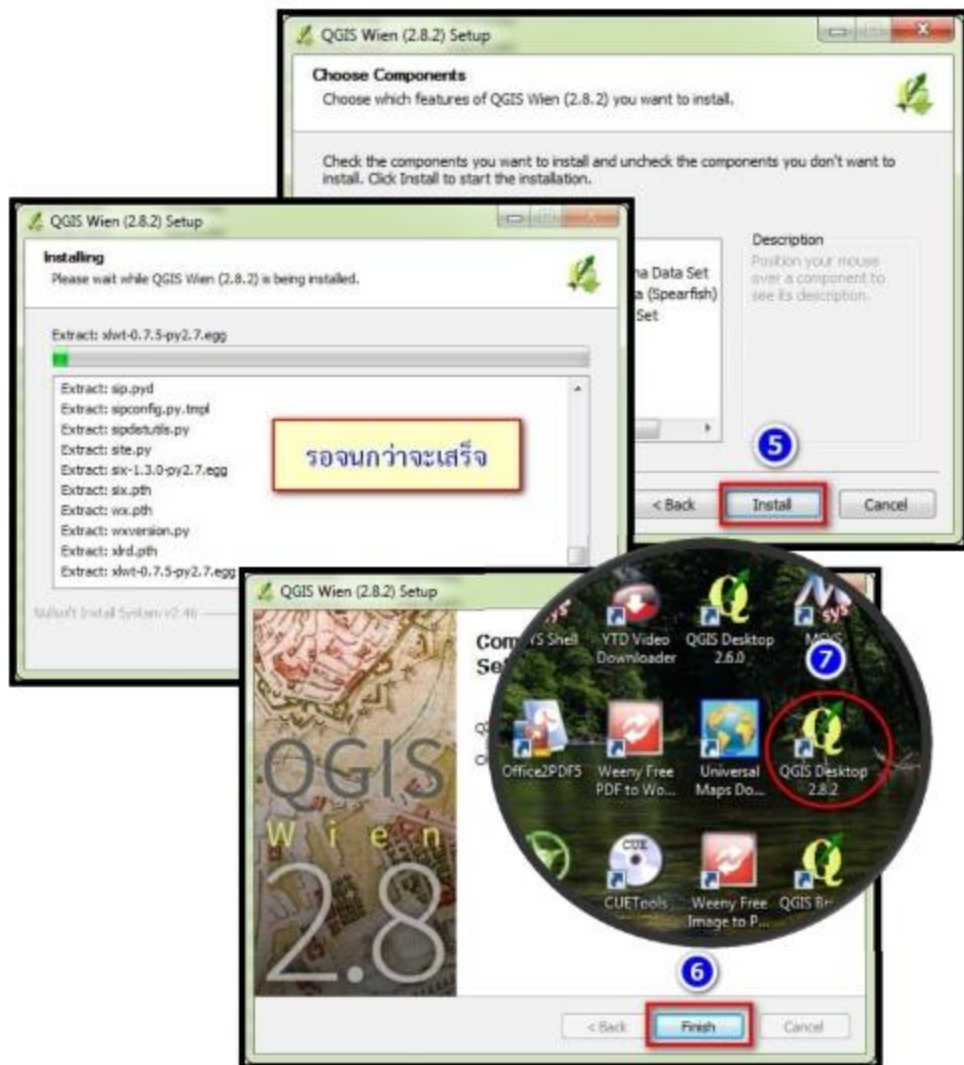 QGIS Wien (2.8.2) Setup
Choose Components
Choose which features of QGIS Wien (2.8.2) you want to install.
Check the components you want to install and uncheck the components you don't want to
install. Click Install to start the installation.
na Data Set
a (Spearfish)
Set
Description
Position your mouse
over a component to
see its description.
5
< Back
Install
Cancel
QGIS Wien (2.8.2) Setup
Installing
Please wait while QGIS Wien (2.8.2) is being installed.
Extract: xlwt-0.7.5-py2.7.egg
Extract: sip.pyd
Extract: sipconfig.py.tmpl
Extract: sipdistutils.py
Extract: site.py
Extract: six-1.3.0-py2.7.egg
Extract: six.pth
Extract: wx.pth
Extract: wxversion.py
Extract: xlrd.pth
Extract: xlwt-0.7.5-py2.7.egg
รอจนกว่าจะเสร็จ
Nullsoft Install System v2.46
QGIS Wien (2.8.2) Setup
QGIS
Wien
2.8
Com
Se
YS Shell
YTD Video
Downloader
QGIS Desktop
2.6.0
MSYS
7
Office2PDF5
Weeny Free
PDF to Wo...
Universal
Maps Do...
QGIS Desktop
2.8.2
CUE
CUETools
Weeny Free
Image to P...
QGIS Br
6
< Back
Finish
Cancel